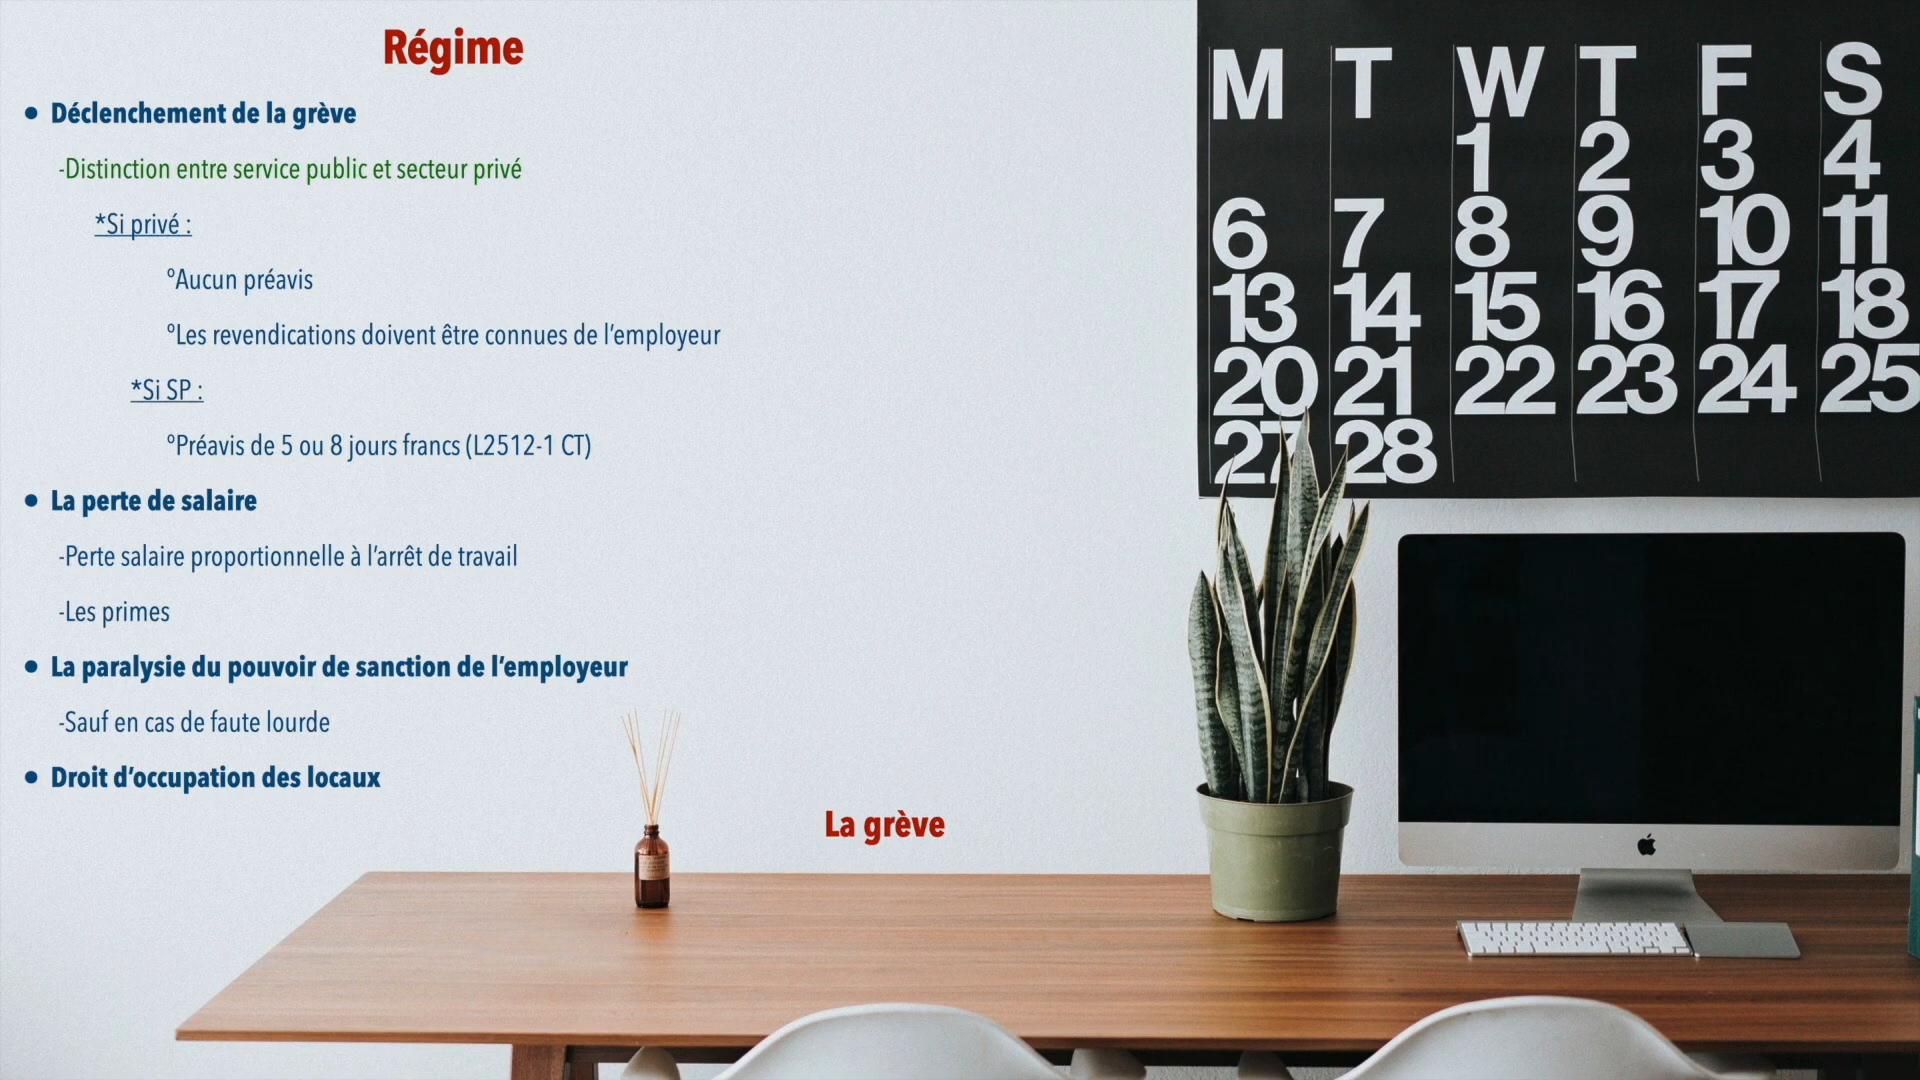 Régime
• Déclenchement de la grève
-Distinction entre service public et secteur privé
*Si privé :
°Aucun préavis
°Les revendications doivent être connues de l’employeur
*Si SP :
°Préavis de 5 ou 8 jours francs (L2512-1 CT)
• La perte de salaire
-Perte salaire proportionnelle à l’arrêt de travail
-Les primes
• La paralysie du pouvoir de sanction de l’employeur
-Sauf en cas de faute lourde
• Droit d’occupation des locaux
La grève
M T W T F S
1 2 3 4
6 7 8 9 10 11
13 14 15 16 17 18
20 21 22 23 24 25
27 28